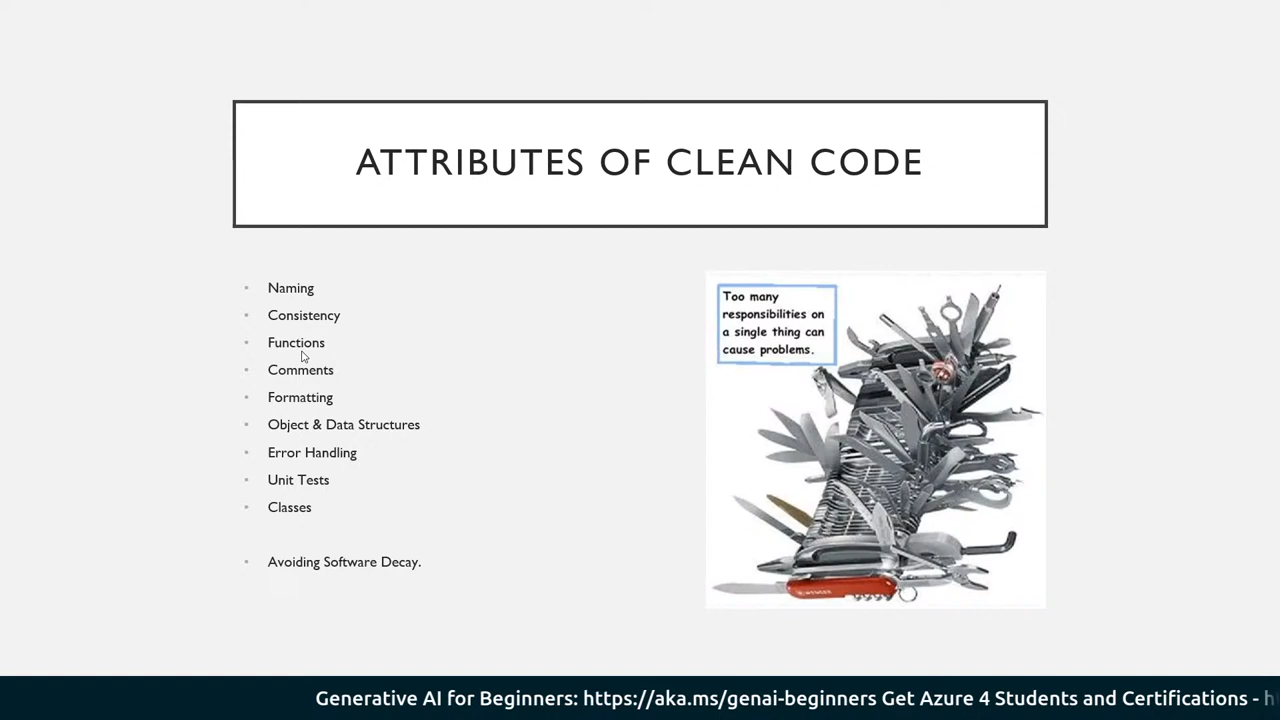 ATTRIBUTES OF CLEAN CODE
Naming
Consistency
Functions
Comments
Formatting
Object & Data Structures
Error Handling
Unit Tests
Classes
Avoiding Software Decay.
Too many
responsibilities on
a single thing can
cause problems.
WENGER
Generative AI for Beginners: https://aka.ms/genai-beginners Get Azure 4 Students and Certifications - h